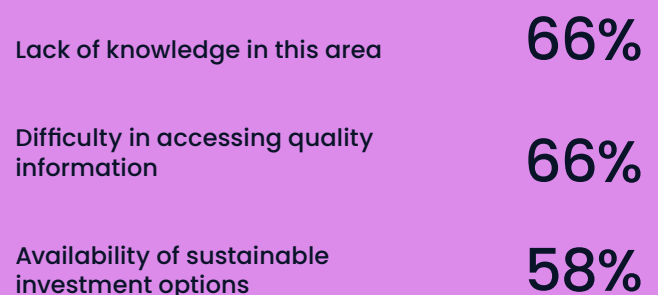 Lack of knowledge in this area 66%
Difficulty in accessing quality
information 66%
Availability of sustainable
investment options 58%